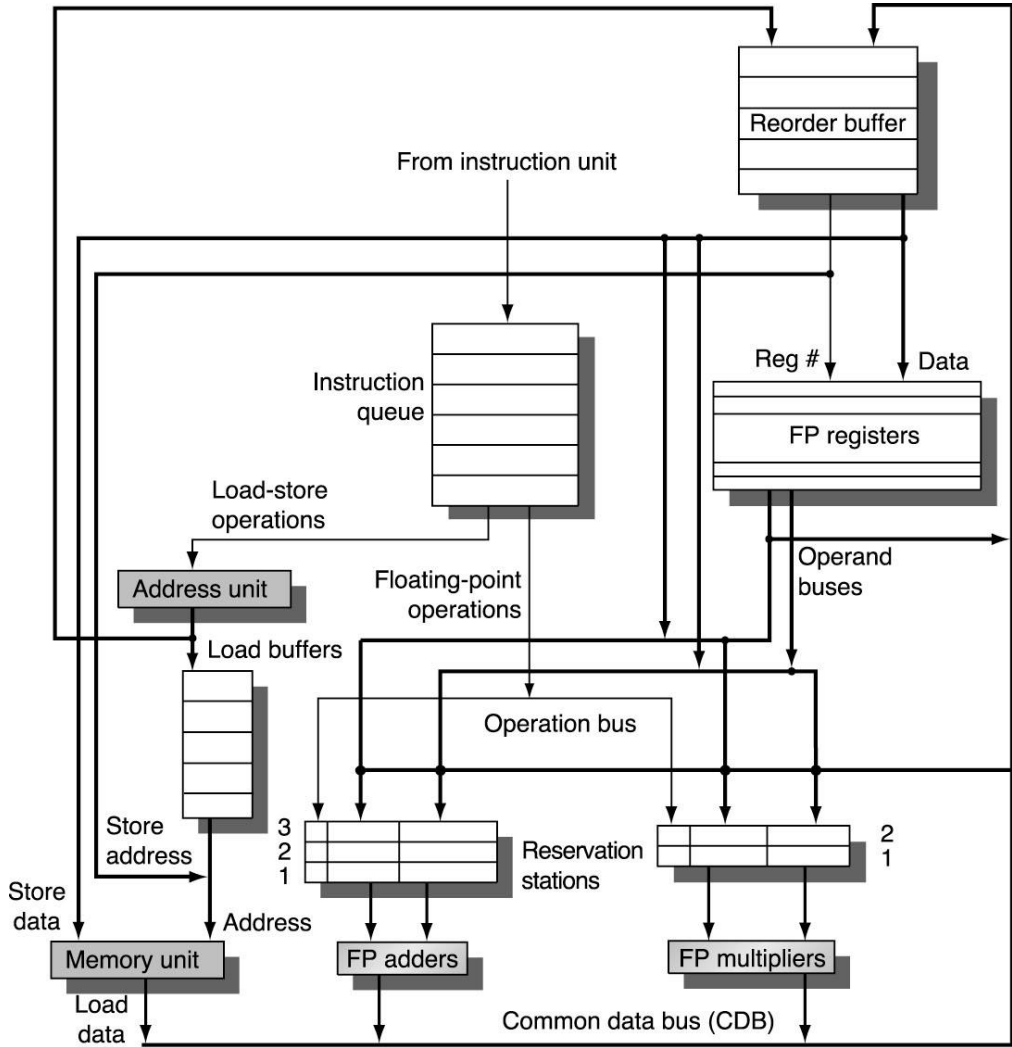 Reorder buffer
From instruction unit
Reg #
Data
Instruction
queue
FP registers
Load-store
operations
Operand
buses
Floating-point
operations
Address unit
Load buffers
Operation bus
Store
address
3
2
1
Reservation
stations
2
1
Store
data
Address
Memory unit
FP adders
FP multipliers
Load
data
Common data bus (CDB)